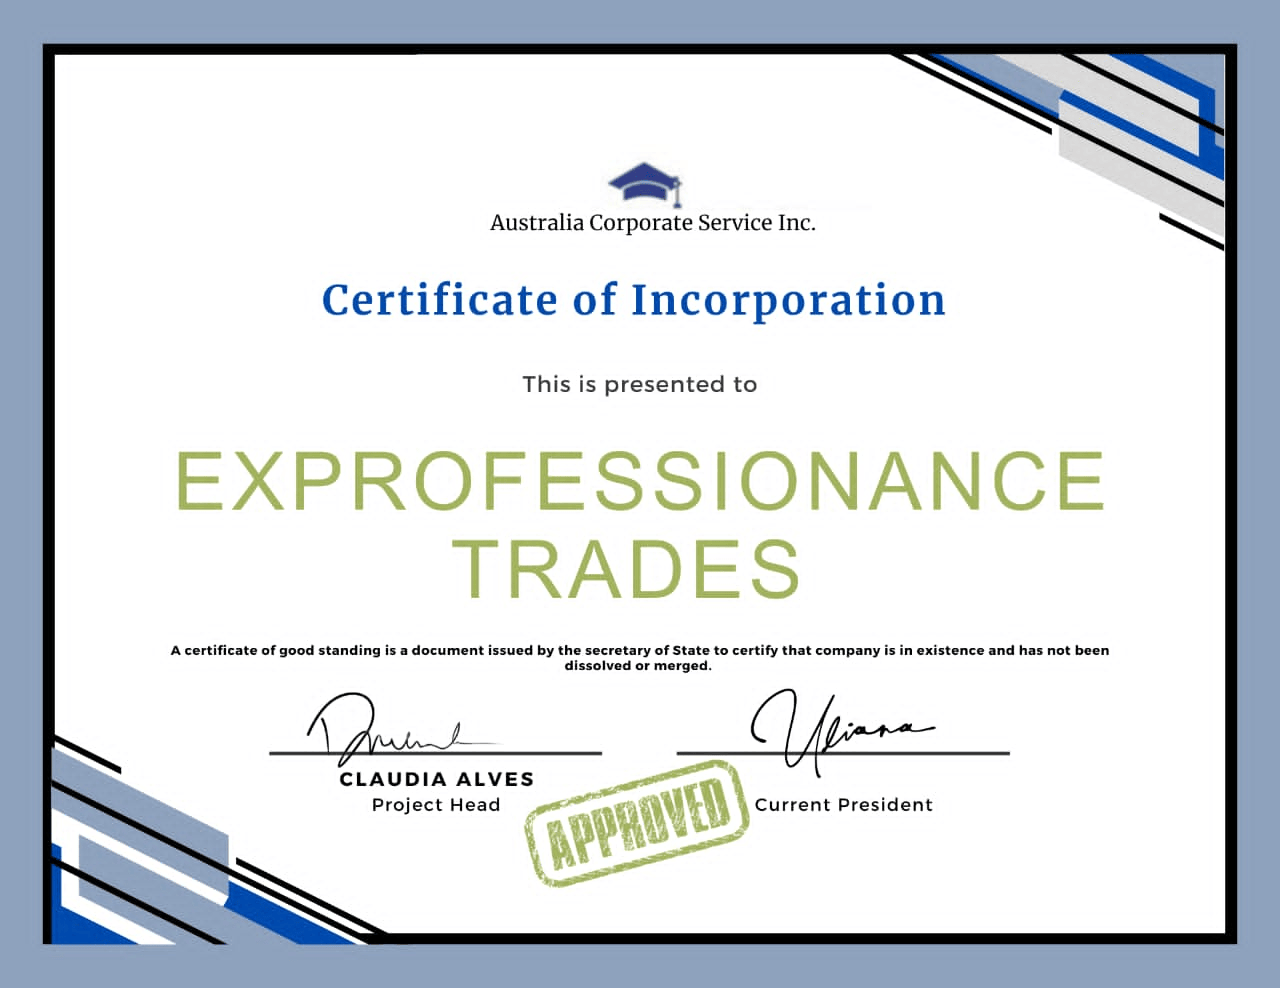 Australia Corporate Service Inc.
Certificate of Incorporation
This is presented to
EXPROFESSIONANCE
TRADES
A certificate of good standing is a document issued by the secretary of State to certify that company is in existence and has not been
dissolved or merged.
Uliana
CLAUDIA ALVES
Project Head
APPROVED
Current President